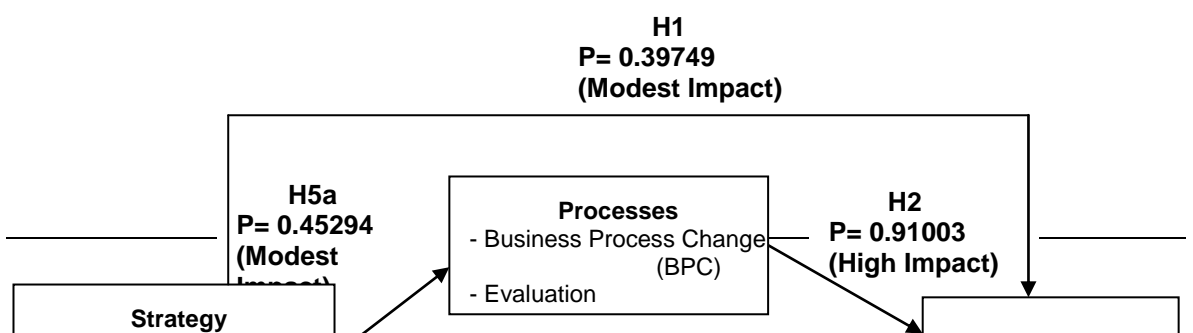 H1
P= 0.39749
(Modest Impact)
H5a
P= 0.45294
(Modest
Impact)
Processes
- Business Process Change
(BPC)
- Evaluation
H2
P= 0.91003
(High Impact)
Strategy